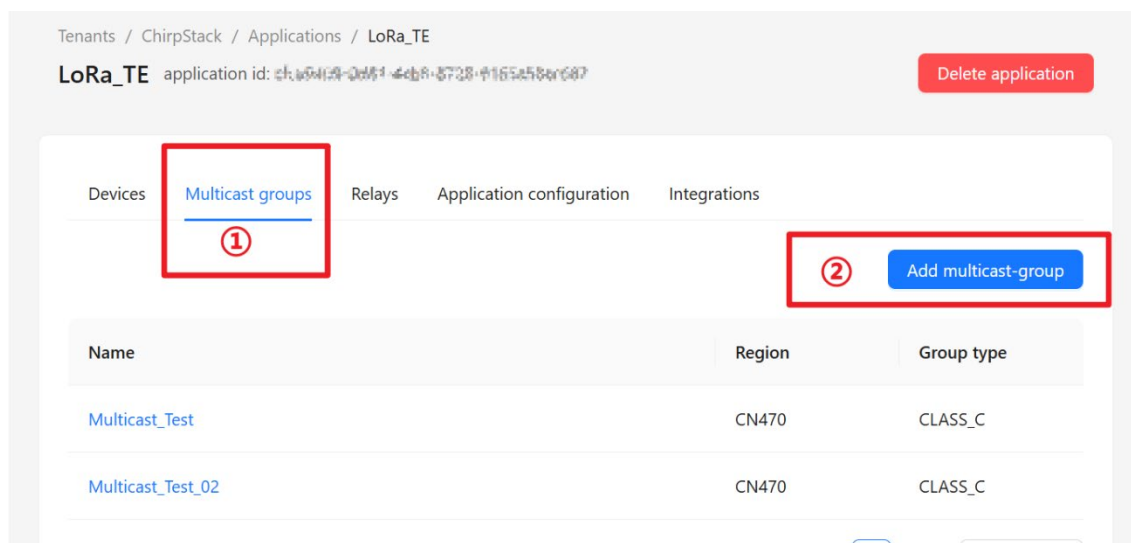 Tenants / ChirpStack / Applications / LoRa_TE
LoRa_TE application id:
Delete application
Devices Multicast groups Relays Application configuration Integrations
①
② Add multicast-group
Name Region Group type
Multicast_Test CN470 CLASS_C
Multicast_Test_02 CN470 CLASS_C